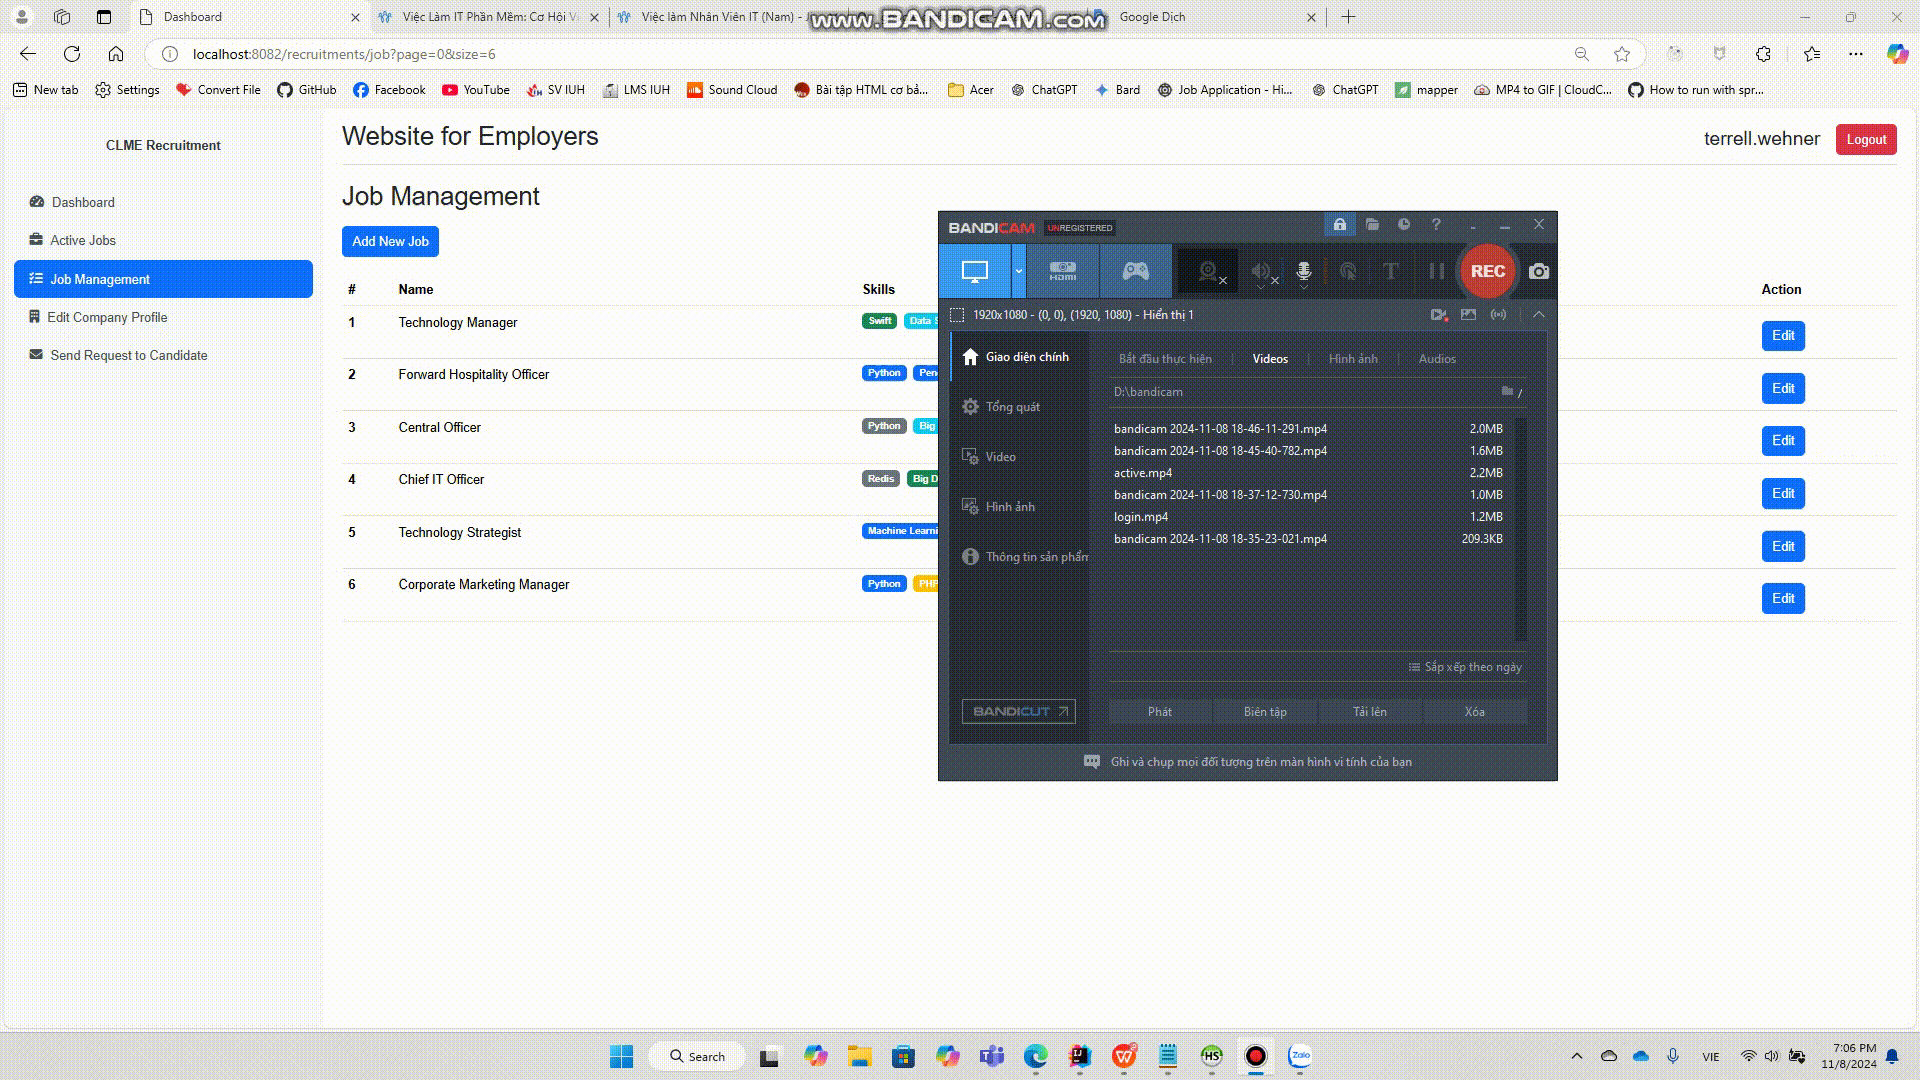 Dashboard
Việc Làm IT Phần Mềm: Cơ Hội V
Việc làm Nhân Viên IT (Nam) - J
www.BANDICAM.com
Google Dịch
localhost:8082/recruitments/job?page=0&size=6
New tab
Settings
Convert File
GitHub
Facebook
YouTube
SV IUH
LMS IUH
Sound Cloud
Bài tập HTML cơ bả...
Acer
ChatGPT
Bard
Job Application - Hi...
ChatGPT
mapper
MP4 to GIF | CloudC...
How to run with spr...
CLME Recruitment
Dashboard
Active Jobs
Job Management
Edit Company Profile
Send Request to Candidate
Website for Employers
terrell.wehner
Logout
Job Management
Add New Job
# Name Skills Action
1 Technology Manager Swift Data S Edit
2 Forward Hospitality Officer Python Pen Edit
3 Central Officer Python Big Edit
4 Chief IT Officer Redis Big D Edit
5 Technology Strategist Machine Learni Edit
6 Corporate Marketing Manager Python PHP Edit
BANDICAM UNREGISTERED
?
HDMI
T
REC
1920x1080 - (0, 0), (1920, 1080) - Hiển thị 1
Giao diện chính
Tổng quát
Video
Hình ảnh
Thông tin sản phẩm
BANDICUT
Bắt đầu thực hiện
Videos
Hình ảnh
Audios
D:\bandicam
/
bandicam 2024-11-08 18-46-11-291.mp4 2.0MB
bandicam 2024-11-08 18-45-40-782.mp4 1.6MB
active.mp4 2.2MB
bandicam 2024-11-08 18-37-12-730.mp4 1.0MB
login.mp4 1.2MB
bandicam 2024-11-08 18-35-23-021.mp4 209.3KB
Sắp xếp theo ngày
Phát
Biên tập
Tải lên
Xóa
Ghi và chụp mọi đối tượng trên màn hình vi tính của bạn
Search
HS
Zalo
VIE
7:06 PM
11/8/2024